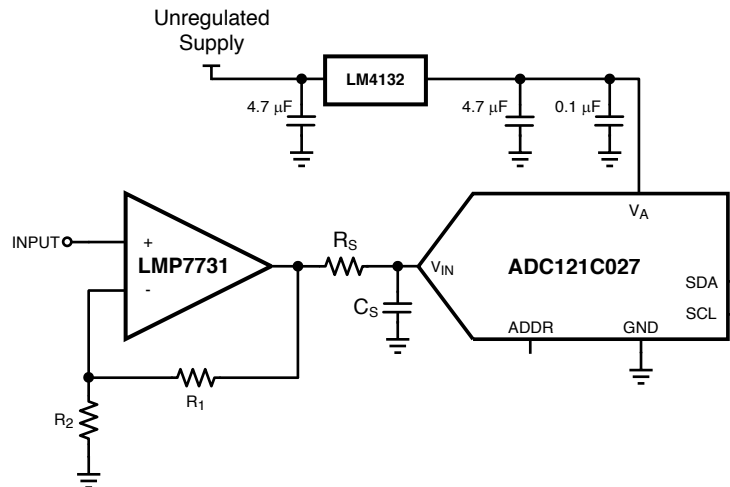 Unregulated
Supply
LM4132
4.7 µF
4.7 µF
0.1 µF
VA
INPUT
+
LMP7731
-
RS
CS
VIN
ADC121C027
SDA
SCL
ADDR
GND
R1
R2